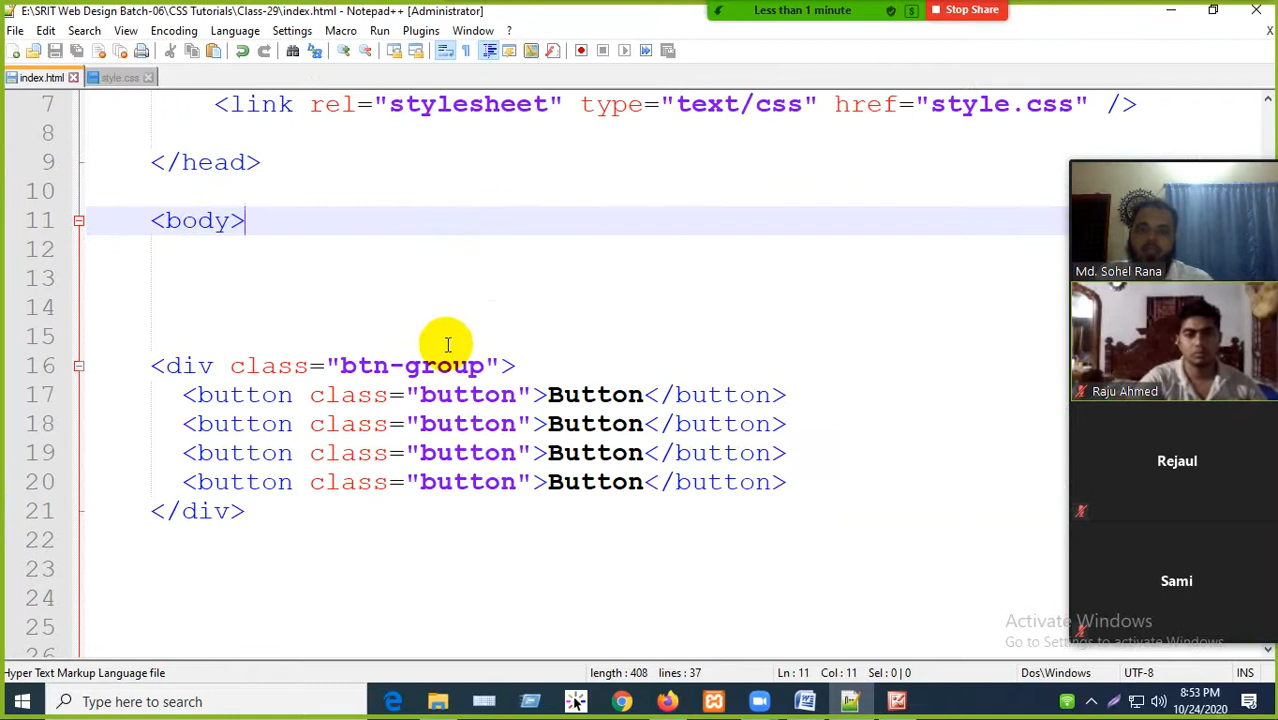 E:\SRIT Web Design Batch-06\CSS Tutorials\Class-29\index.html - Notepad++ [Administrator]
Less than 1 minute
Stop Share
File Edit Search View Encoding Language Settings Macro Run Plugins Window ? X
index.html style.css
7 <link rel="stylesheet" type="text/css" href="style.css" />
8
9 </head>
10
11 <body>
12
13
14
15
16 <div class="btn-group">
17 <button class="button">Button</button>
18 <button class="button">Button</button>
19 <button class="button">Button</button>
20 <button class="button">Button</button>
21 </div>
22
23
24
25
Md. Sohel Rana
Raju Ahmed
Rejaul
Sami
Activate Windows
Go to Settings to activate Windows.
Hyper Text Markup Language file length : 408 lines : 37 Ln : 11 Col : 11 Sel : 0 | 0 Dos\Windows UTF-8 INS
Type here to search
8:53 PM
10/24/2020